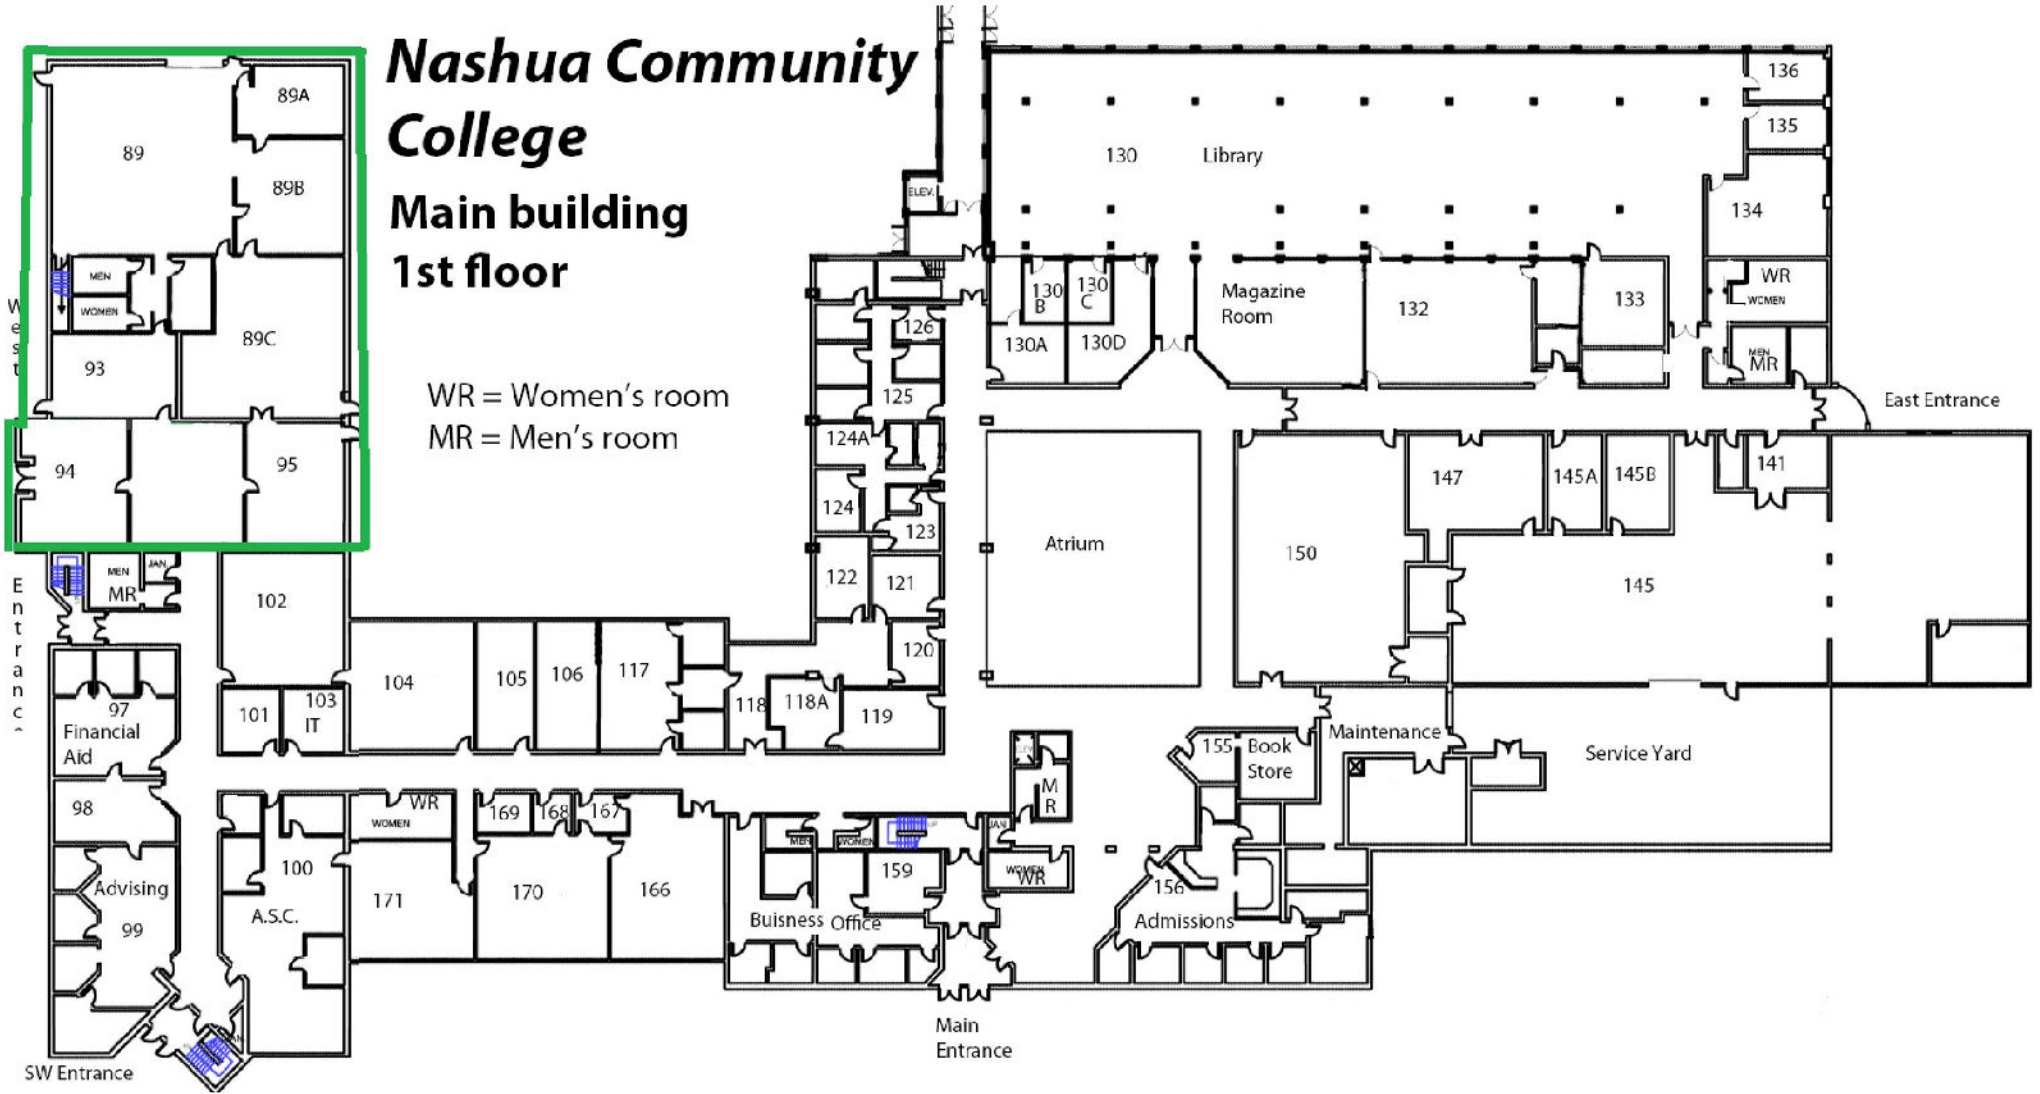 Nashua Community
College
Main building
1st floor
WR = Women's room
MR = Men's room
89
89A
89B
MEN
WOMEN
89C
93
94
95
West
Entranc
MEN
MR
JAN
102
101
103
IT
104
105
106
117
118
118A
119
120
121
122
123
124
124A
125
126
ELEV.
130
Library
136
135
134
130
B
130
C
130A
130D
Magazine
Room
132
133
WR
WOMEN
MEN
MR
East Entrance
Atrium
150
147
145A
145B
141
145
Maintenance
Service Yard
155
Book
Store
97
Financial
Aid
98
Advising
99
100
A.S.C.
WR
WOMEN
169
168
167
171
170
166
MEN
WOMEN
159
Buisness Office
JAN
ELEV
M
R
WOMEN
WR
156
Admissions
Main
Entrance
SW Entrance